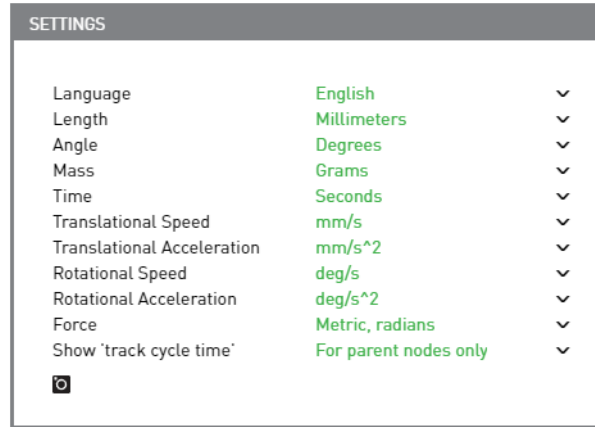 SETTINGS
Language English
Length Millimeters
Angle Degrees
Mass Grams
Time Seconds
Translational Speed mm/s
Translational Acceleration mm/s^2
Rotational Speed deg/s
Rotational Acceleration deg/s^2
Force Metric, radians
Show 'track cycle time' For parent nodes only